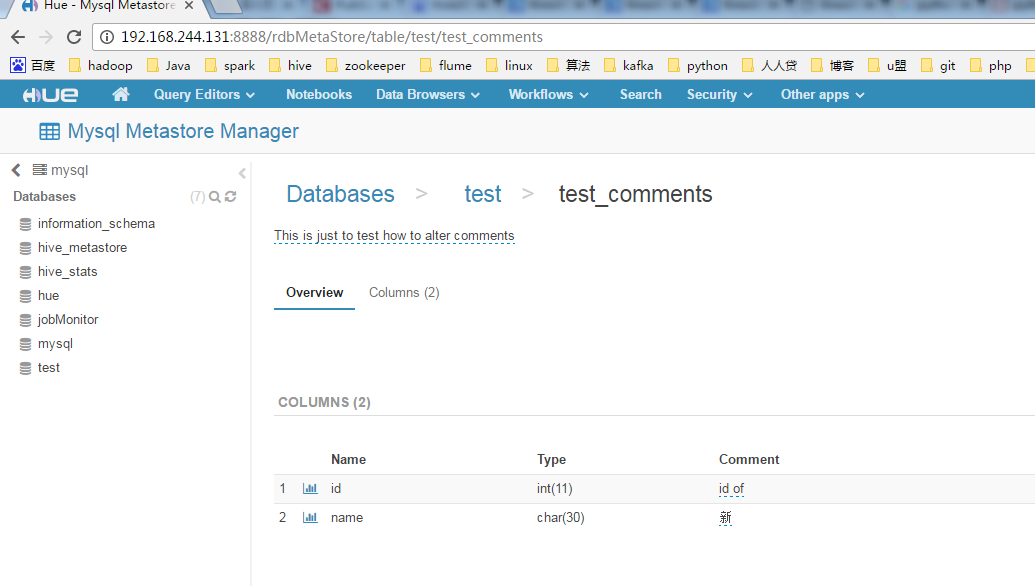 Hue - Mysql Metastore
192.168.244.131:8888/rdbMetaStore/table/test/test_comments
百度 hadoop Java spark hive zookeeper flume linux 算法 kafka python 人人贷 博客 u盟 git php
HUE Query Editors Notebooks Data Browsers Workflows Search Security Other apps
Mysql Metastore Manager
mysql
Databases (7)
information_schema
hive_metastore
hive_stats
hue
jobMonitor
mysql
test
Databases > test > test_comments
This is just to test how to alter comments
Overview Columns (2)
COLUMNS (2)
Name Type Comment
1 id int(11) id of
2 name char(30) 新